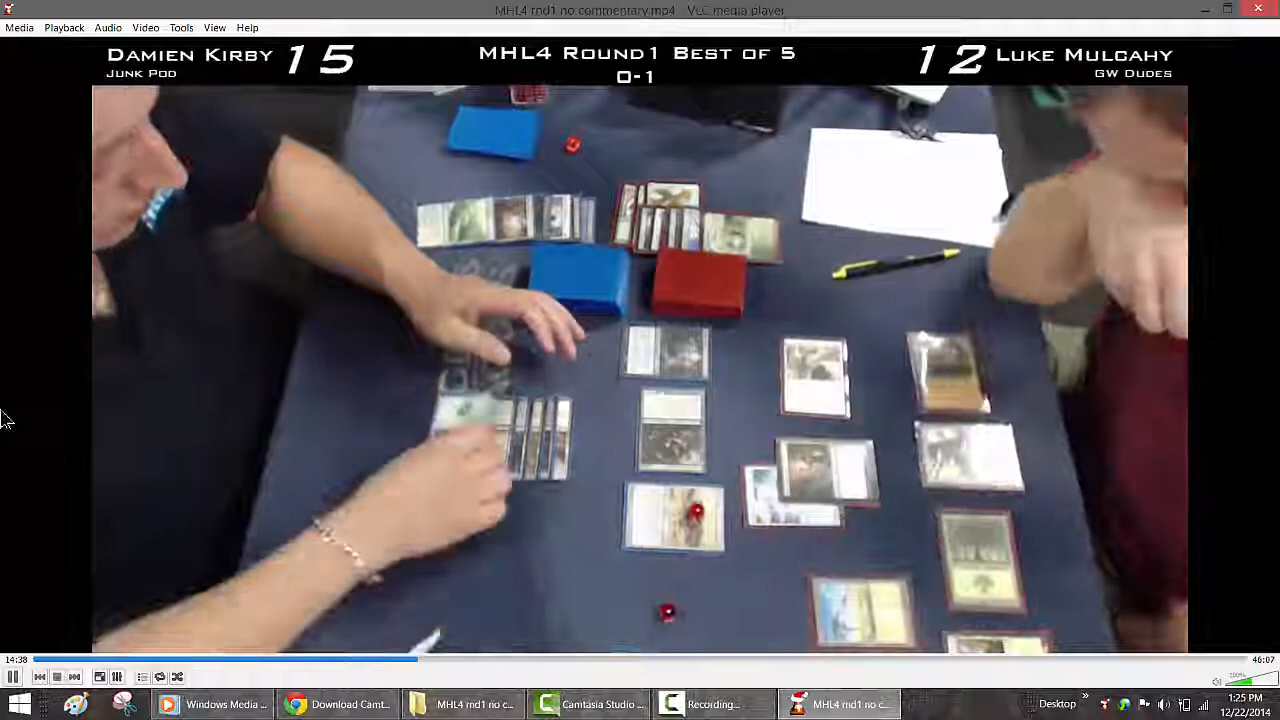 MHL4 rnd1 no commentary.mp4 - VLC media player
Media Playback Audio Video Tools View Help
DAMIEN KIRBY 15 MHL4 ROUND1 BEST OF 5 12 LUKE MULCAHY
JUNK POD 0-1 GW DUDES
14:38 46:07
100%
Windows Media ... Download Camt... MHL4 rnd1 no c... Camtasia Studio ... Recording... MHL4 rnd1 no c... Desktop » 1:25 PM
12/22/2014